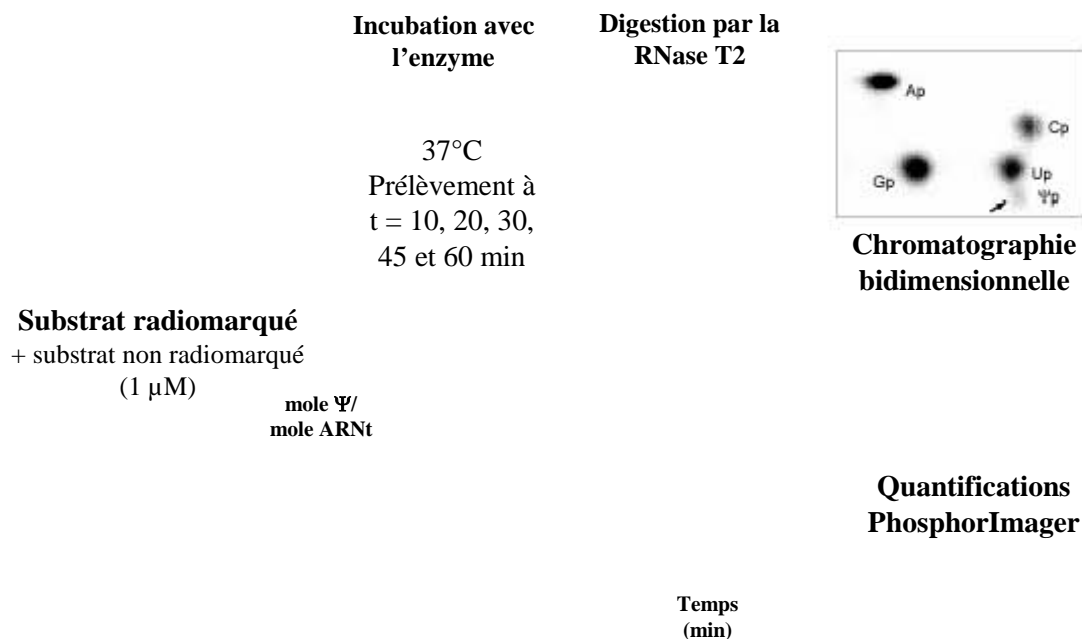 Incubation avec
l’enzyme
Digestion par la
RNase T2
37°C
Prélèvement à
t = 10, 20, 30,
45 et 60 min
Ap
Cp
Gp
Up
Ψp
Chromatographie
bidimensionnelle
Substrat radiomarqué
+ substrat non radiomarqué
(1 µM)
mole Ψ/
mole ARNt
Quantifications
PhosphorImager
Temps
(min)